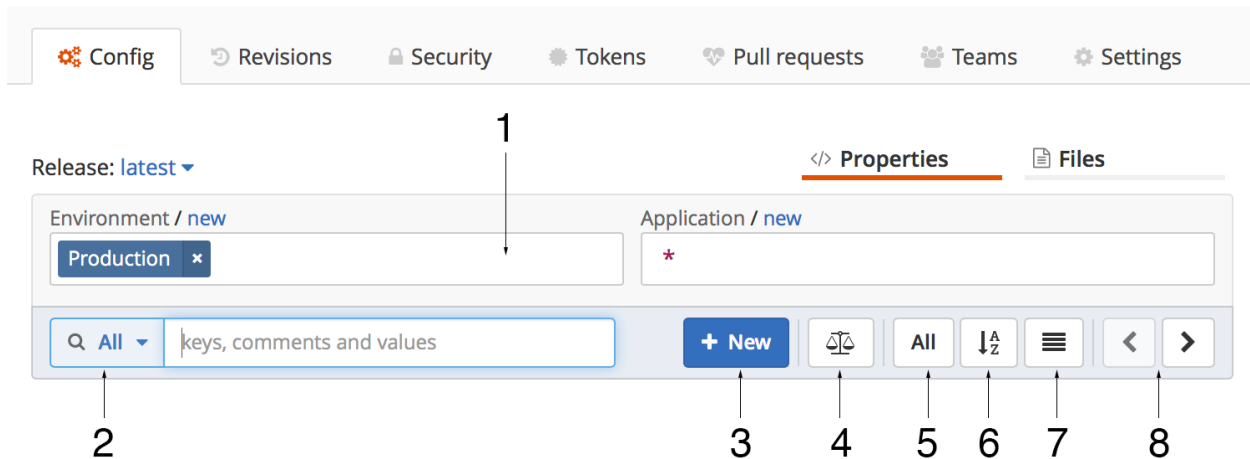 Config Revisions Security Tokens Pull requests Teams Settings
1
Release: latest </> Properties Files
Environment / new Application / new
Production × *
All keys, comments and values + New All A Z < >
2 3 4 5 6 7 8